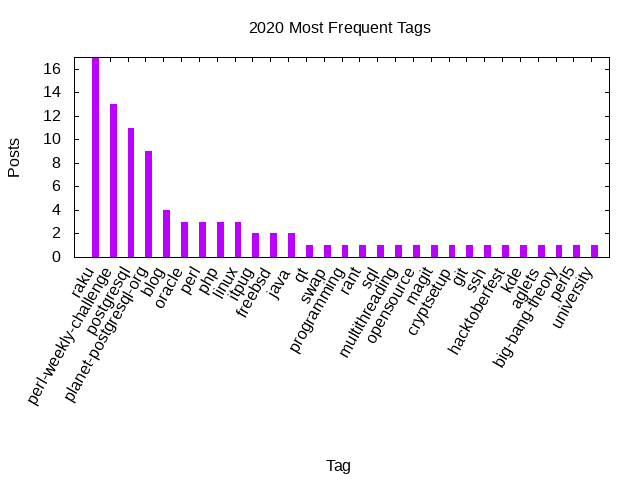 2020 Most Frequent Tags
Posts
16
14
12
10
8
6
4
2
0
raku
perl-weekly-challenge
postgresql
planet-postgresql-org
blog
oracle
perl
php
linux
itpug
freebsd
java
qt
swap
programming
rant
sql
multithreading
opensource
magit
cryptsetup
git
ssh
hacktoberfest
kde
aglets
big-bang-theory
perl5
university
Tag